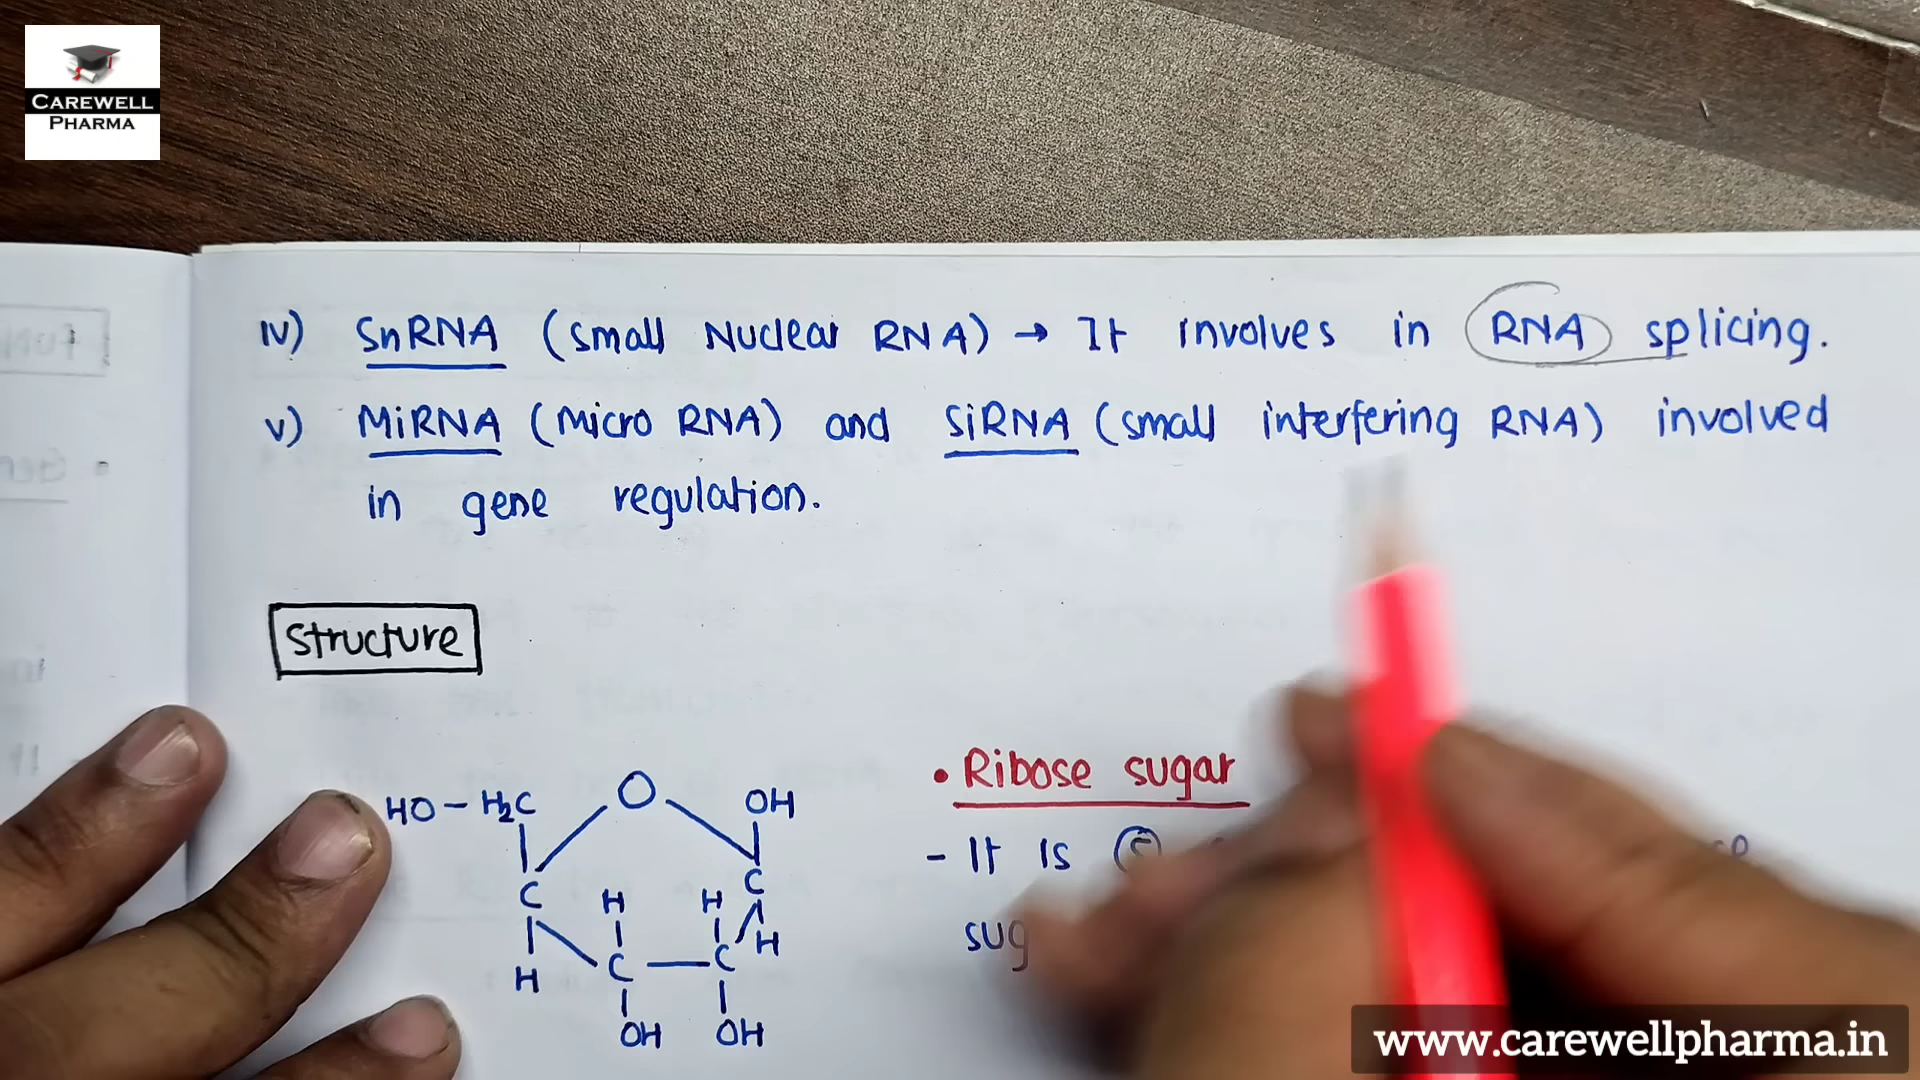 CAREWELL
PHARMA
iv) SnRNA (small Nuclear RNA) → It involves in RNA splicing.
v) MiRNA (Micro RNA) and SiRNA (small interfering RNA) involved
in gene regulation.
Structure
• Ribose sugar
- It is 5
sug
HO - H₂C O OH
C C
H H
H C C H
OH OH
www.carewellpharma.in